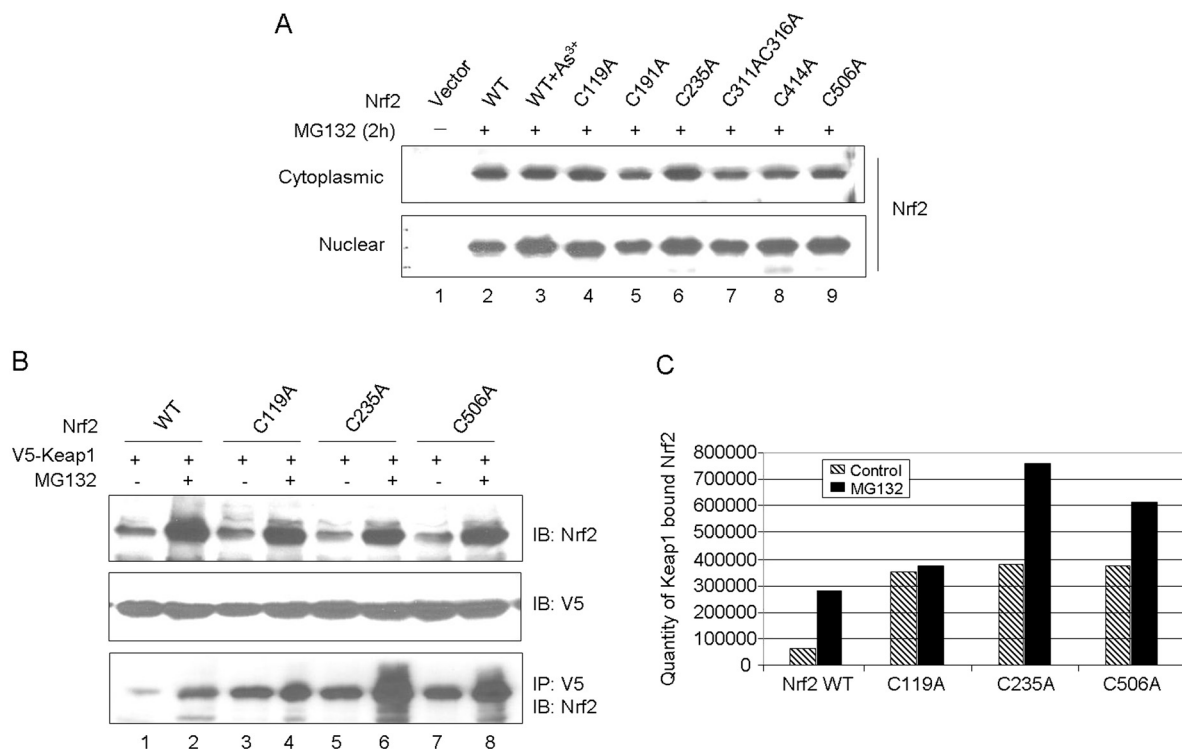 A
Nrf2 Vector WT WT+As3+ C119A C191A C235A C311AC316A C414A C506A
MG132 (2h) – + + + + + + + +
Cytoplasmic
Nrf2
Nuclear
1 2 3 4 5 6 7 8 9
B
Nrf2 WT C119A C235A C506A
V5-Keap1 + + + + + + + +
MG132 - + - + - + - +
IB: Nrf2
IB: V5
IP: V5
IB: Nrf2
1 2 3 4 5 6 7 8
C
Quantity of Keap1 bound Nrf2
800000
700000
600000
500000
400000
300000
200000
100000
0
Control
MG132
Nrf2 WT C119A C235A C506A